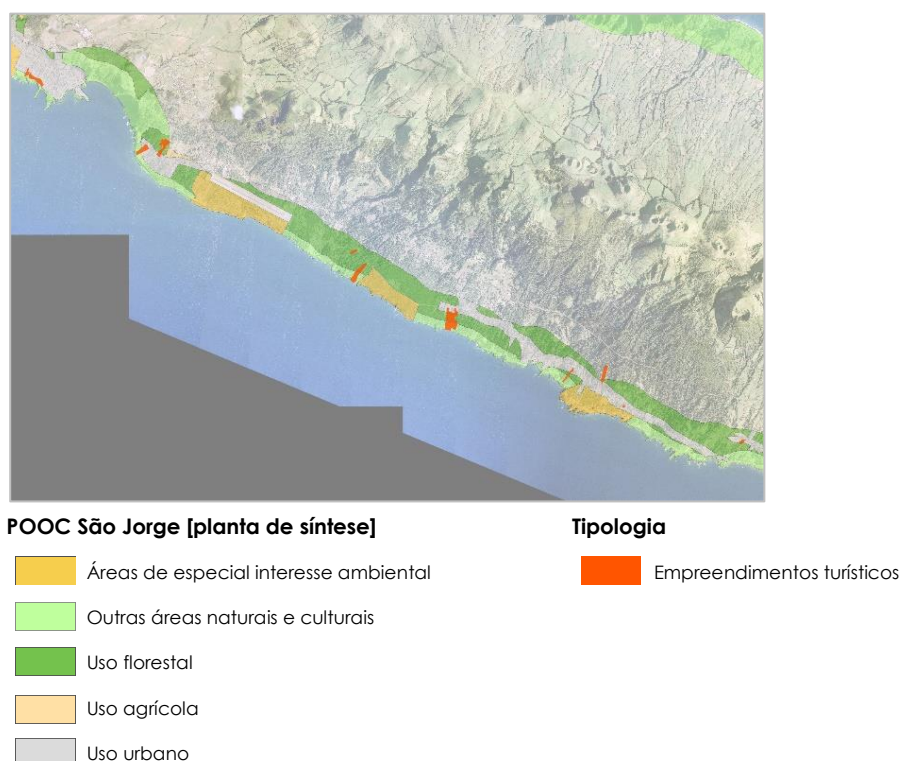 POOC São Jorge [planta de síntese]
Áreas de especial interesse ambiental
Outras áreas naturais e culturais
Uso florestal
Uso agrícola
Uso urbano
Tipologia
Empreendimentos turísticos